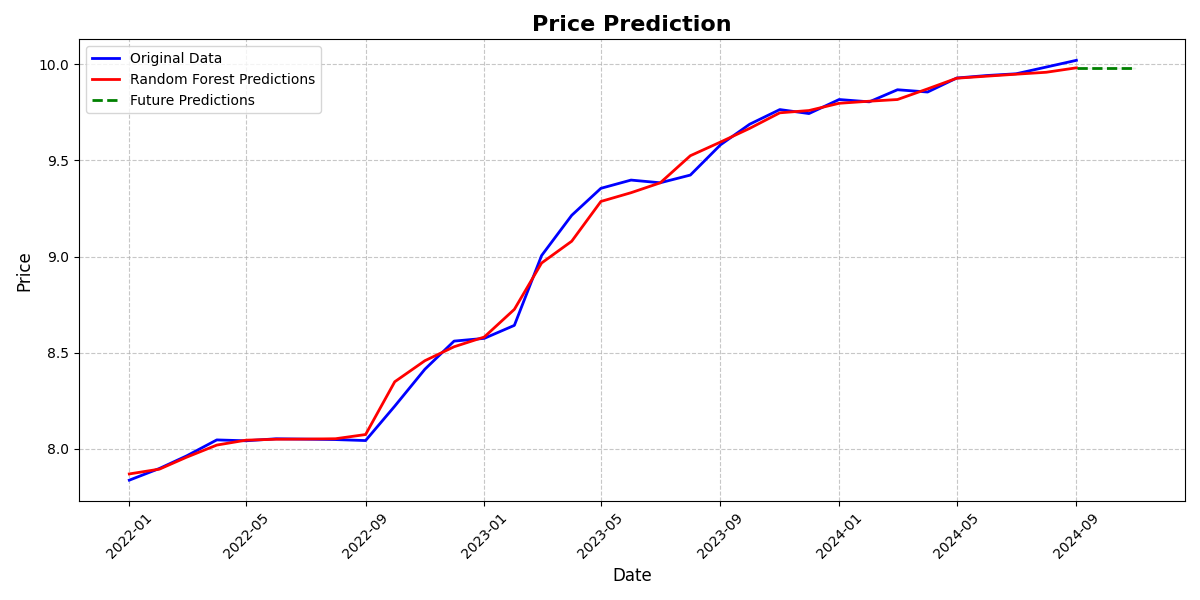 Price Prediction
Original Data
Random Forest Predictions
Future Predictions
Price
10.0
9.5
9.0
8.5
8.0
2022-01
2022-05
2022-09
2023-01
2023-05
2023-09
2024-01
2024-05
2024-09
Date